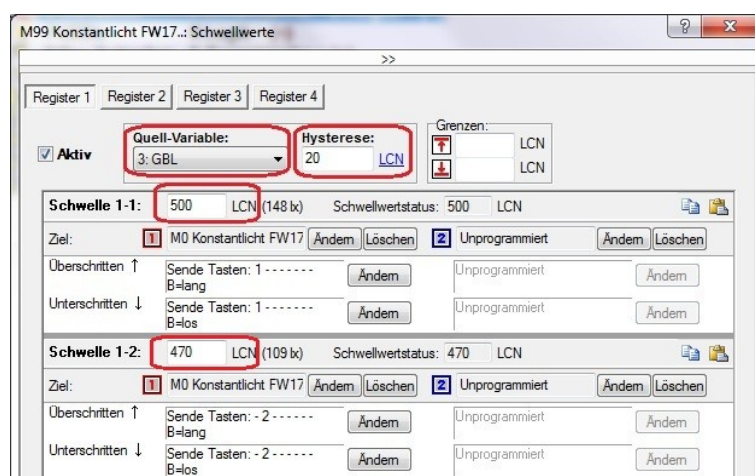 M99 Konstantlicht FW17..: Schwellwerte
>>
Register 1 Register 2 Register 3 Register 4
Aktiv
Quell-Variable:
3: GBL
Hysterese:
20 LCN
Grenzen:
LCN
LCN
Schwelle 1-1: 500 LCN (148 lx) Schwellwertstatus: 500 LCN
Ziel: 1 M0 Konstantlicht FW17 Ändern Löschen 2 Unprogrammiert Ändern Löschen
Überschritten ↑ Sende Tasten: 1 - - - - - - - Ändern Unprogrammiert Ändern
B=lang
Unterschritten ↓ Sende Tasten: 1 - - - - - - - Ändern Unprogrammiert Ändern
B=los
Schwelle 1-2: 470 LCN (109 lx) Schwellwertstatus: 470 LCN
Ziel: 1 M0 Konstantlicht FW17 Ändern Löschen 2 Unprogrammiert Ändern Löschen
Überschritten ↑ Sende Tasten: - 2 - - - - - - Ändern Unprogrammiert Ändern
B=lang
Unterschritten ↓ Sende Tasten: - 2 - - - - - - Ändern Unprogrammiert Ändern
B=los